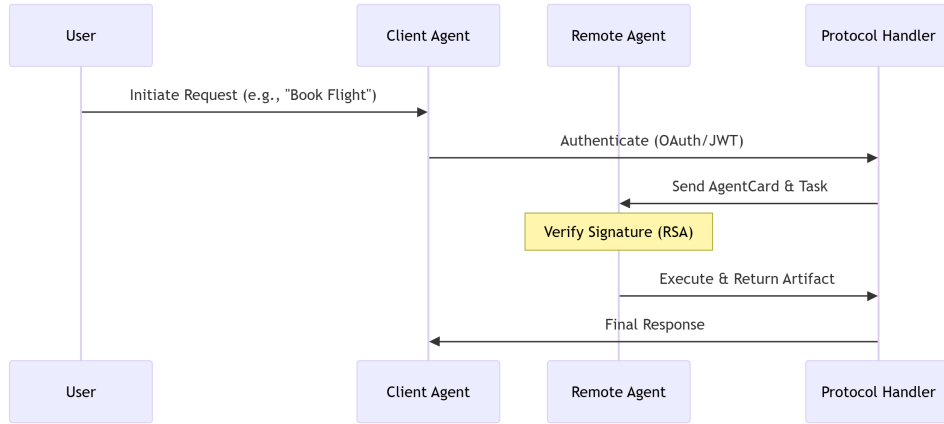 User
Client Agent
Remote Agent
Protocol Handler
Initiate Request (e.g., "Book Flight")
Authenticate (OAuth/JWT)
Send AgentCard & Task
Verify Signature (RSA)
Execute & Return Artifact
Final Response
User
Client Agent
Remote Agent
Protocol Handler